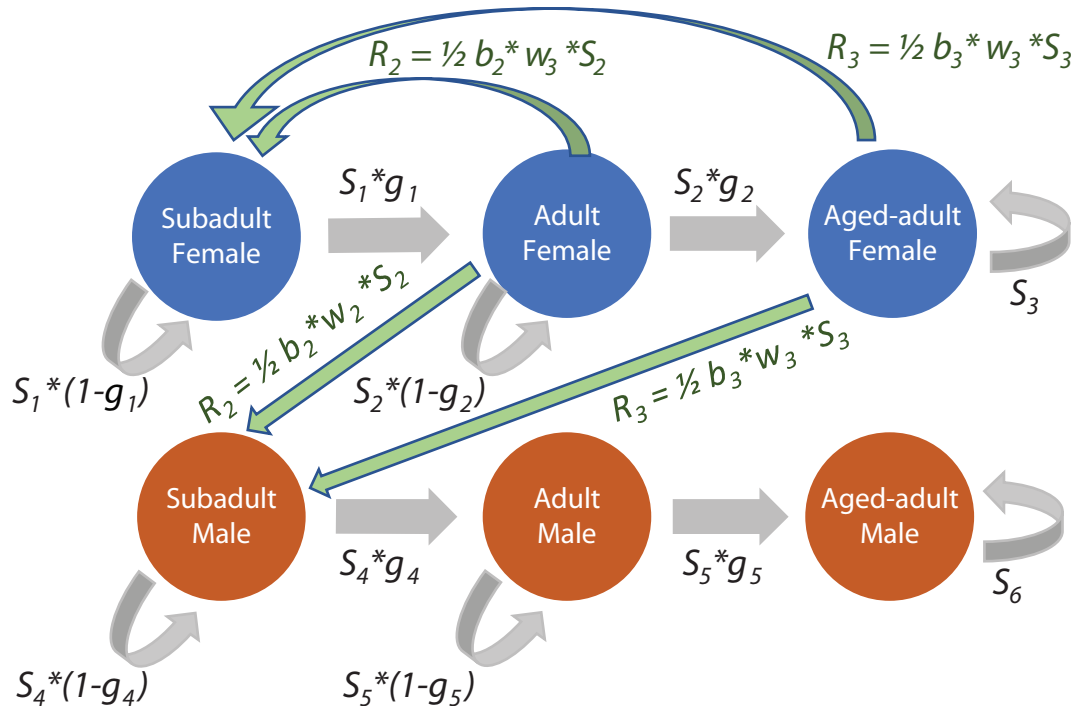 R₂ = ½ b₂* w₃ *S₂
R₃ = ½ b₃* w₃ *S₃
Subadult
Female
S₁*g₁
Adult
Female
S₂*g₂
Aged-adult
Female
S₃
S₁*(1-g₁)
R₂ = ½ b₂*w₂ *S₂
S₂*(1-g₂)
R₃ = ½ b₃*w₃ *S₃
Subadult
Male
S₄*g₄
Adult
Male
S₅*g₅
Aged-adult
Male
S₆
S₄*(1-g₄)
S₅*(1-g₅)